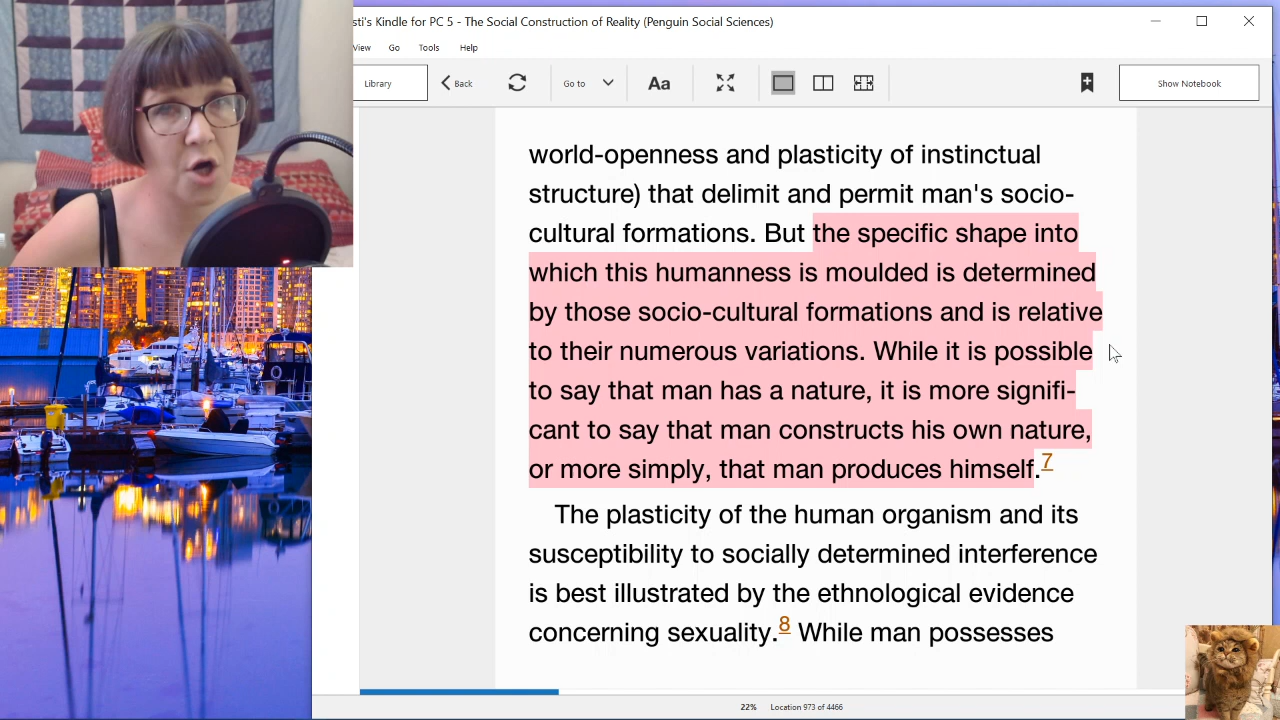 sti's Kindle for PC 5 - The Social Construction of Reality (Penguin Social Sciences)
View Go Tools Help
Library Back Go to Aa Show Notebook
world-openness and plasticity of instinctual
structure) that delimit and permit man's socio-
cultural formations. But the specific shape into
which this humanness is moulded is determined
by those socio-cultural formations and is relative
to their numerous variations. While it is possible
to say that man has a nature, it is more signifi-
cant to say that man constructs his own nature,
or more simply, that man produces himself.7
The plasticity of the human organism and its
susceptibility to socially determined interference
is best illustrated by the ethnological evidence
concerning sexuality.8 While man possesses
22% Location 973 of 4466